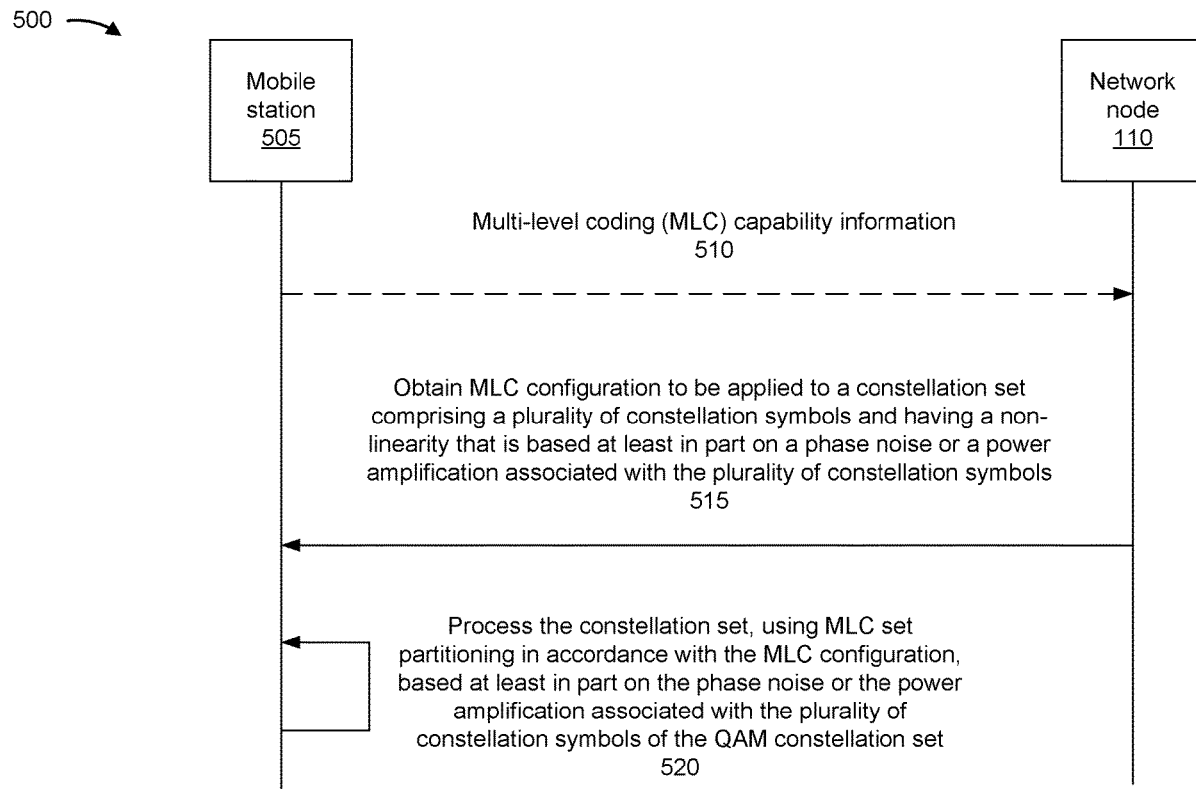 500
Mobile
station
505
Network
node
110
Multi-level coding (MLC) capability information
510
Obtain MLC configuration to be applied to a constellation set
comprising a plurality of constellation symbols and having a non-
linearity that is based at least in part on a phase noise or a power
amplification associated with the plurality of constellation symbols
515
Process the constellation set, using MLC set
partitioning in accordance with the MLC configuration,
based at least in part on the phase noise or the power
amplification associated with the plurality of
constellation symbols of the QAM constellation set
520